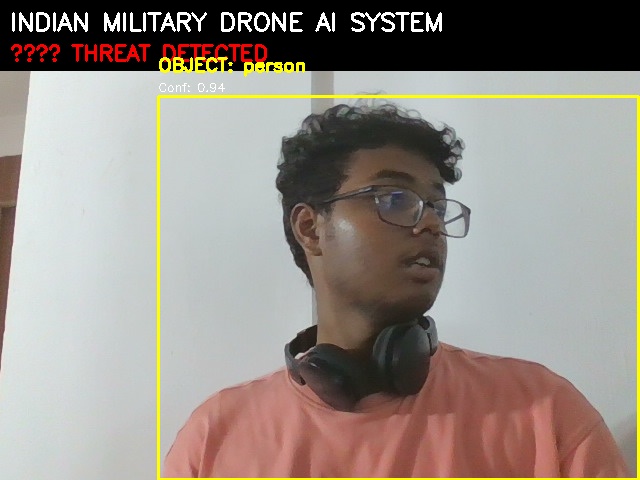 INDIAN MILITARY DRONE AI SYSTEM
???? THREAT DETECTED
OBJECT: person
Conf: 0.94